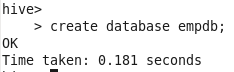 hive>
    > create database empdb;
OK
Time taken: 0.181 seconds